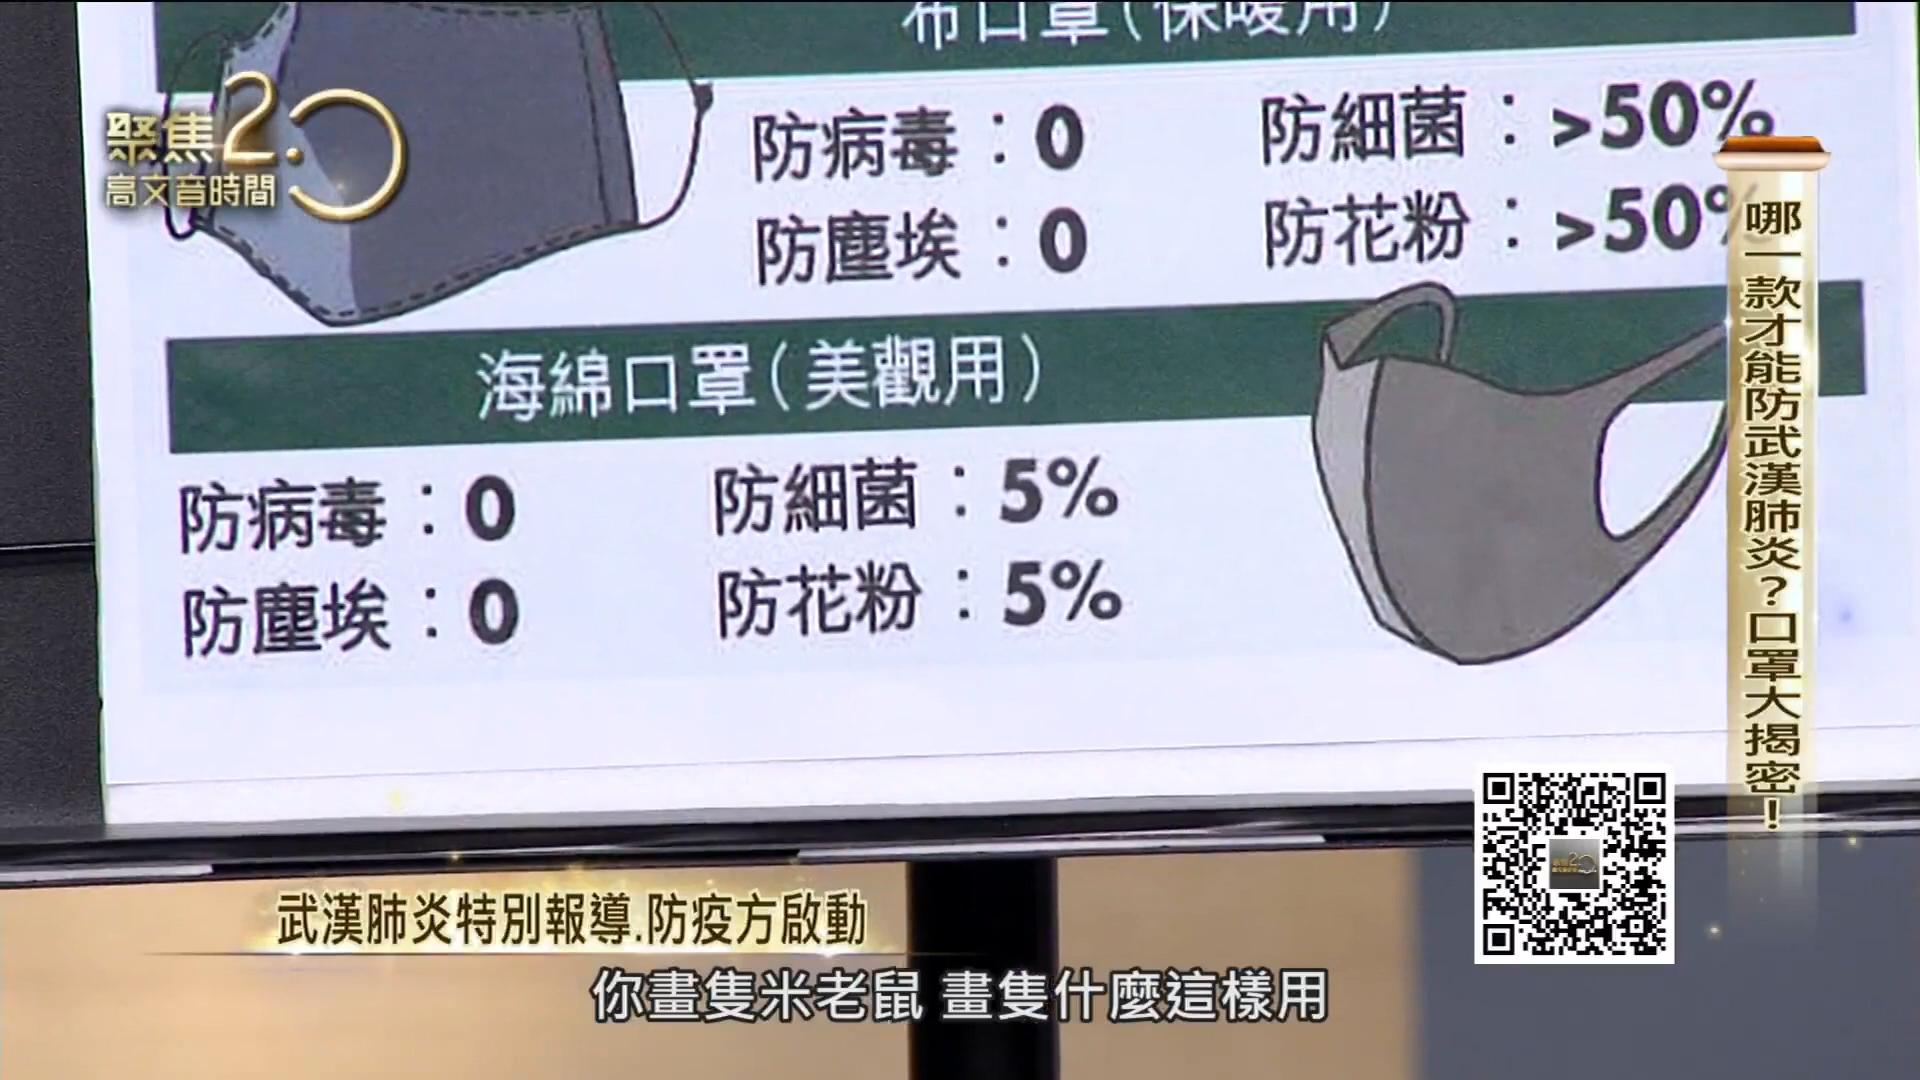 布口罩(保暖用)
防病毒:0
防細菌:>50%
防塵埃:0
防花粉:>50%
海綿口罩(美觀用)
防病毒:0
防細菌:5%
防塵埃:0
防花粉:5%
聚焦2.0
高文音時間
哪一款才能防武漢肺炎?口罩大揭密!
武漢肺炎特別報導.防疫方啟動
你畫隻米老鼠 畫隻什麼這樣用